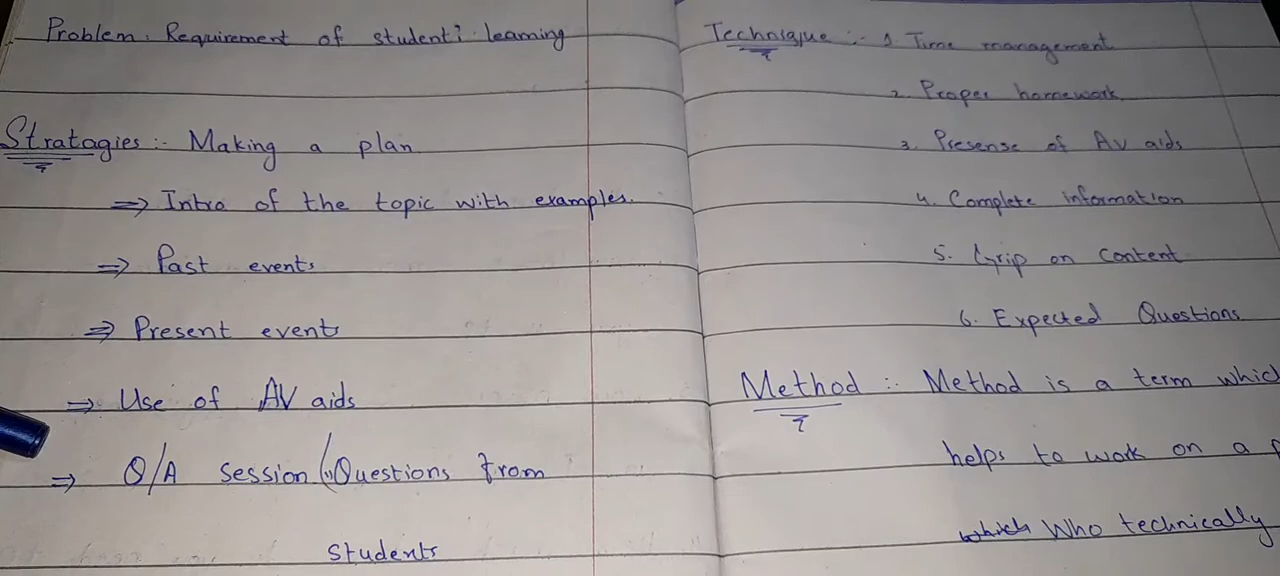 Problem: Requirement of student's learning
Stratagies :- Making a plan
⇒ Intro of the topic with examples.
⇒ Past events
⇒ Present events
⇒ Use of AV aids
⇒ Q/A session (Questions from
Students
Technique :- 1 Time management
2. Proper homework
3. Presense of AV aids
4. Complete information
5. Grip on content
6. Expected Questions
Method :- Method is a term which
helps to work on a
which Who technically